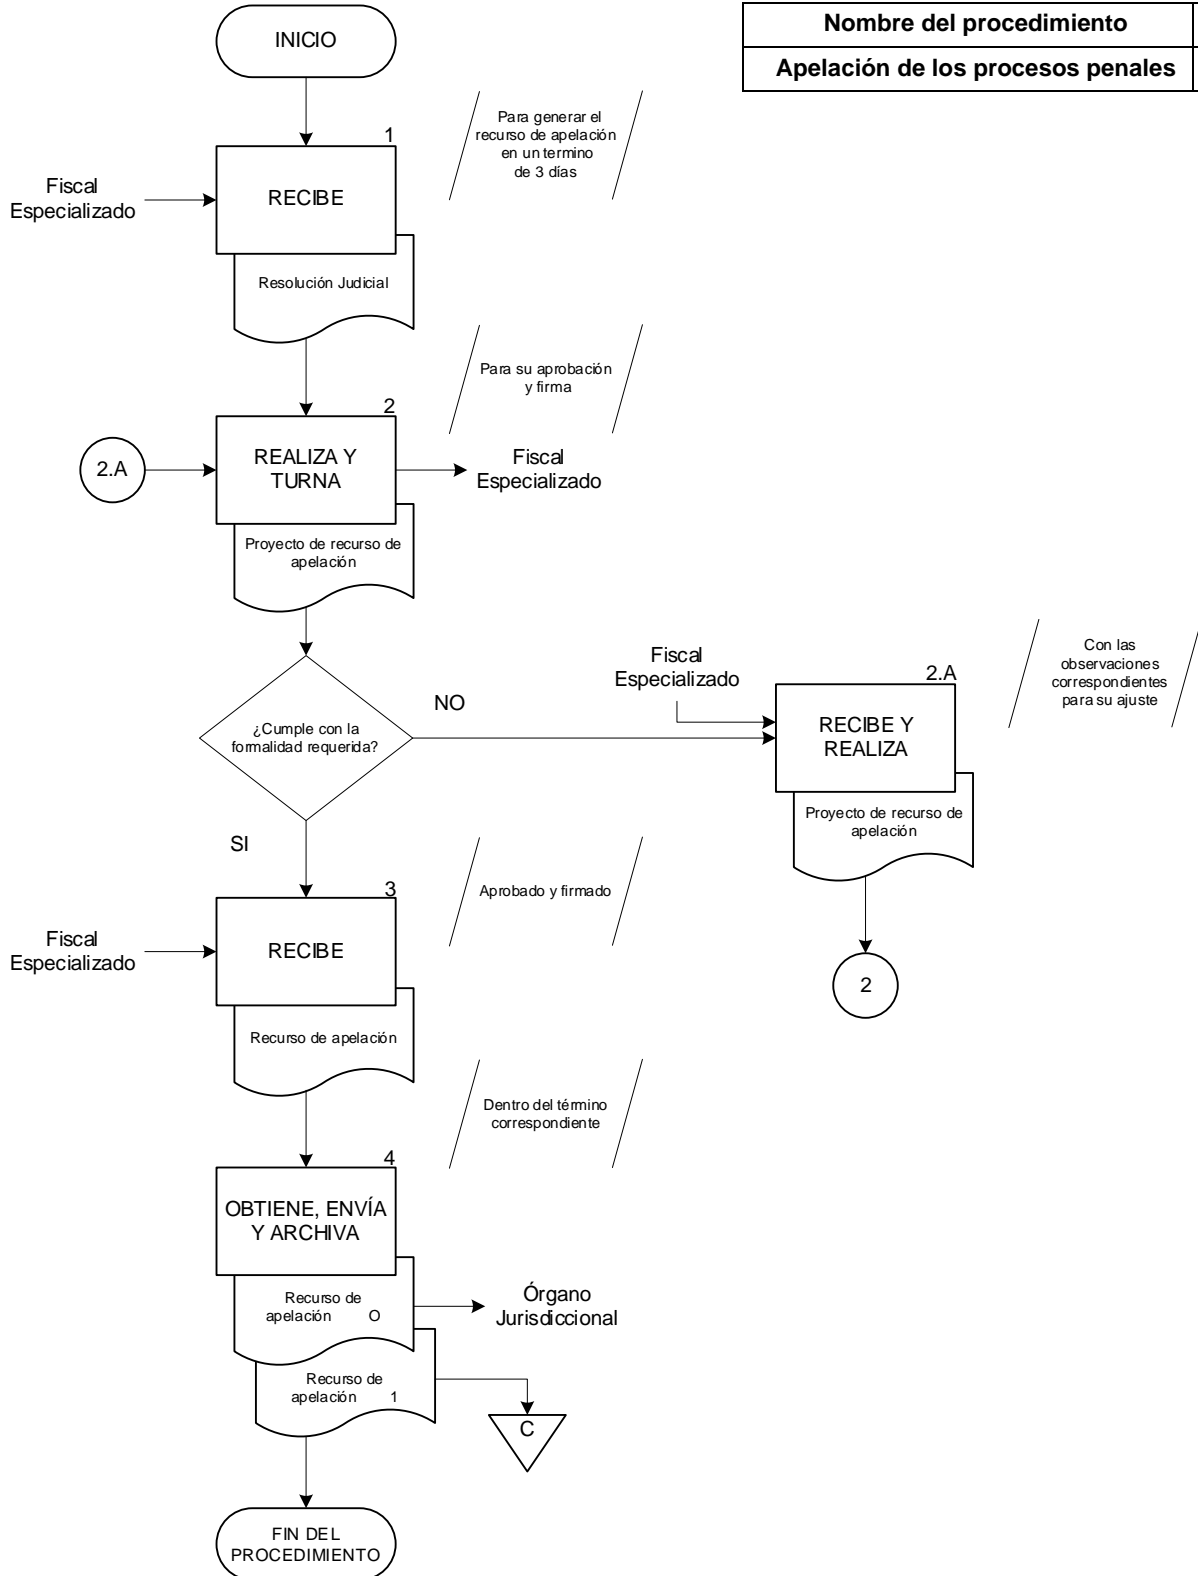 Nombre del procedimiento
Apelación de los procesos penales
INICIO
Para generar el
recurso de apelación
en un termino
de 3 días
1
Fiscal
Especializado
RECIBE
Resolución Judicial
Para su aprobación
y firma
2
2.A
REALIZA Y
TURNA
Fiscal
Especializado
Proyecto de recurso de
apelación
¿Cumple con la
formalidad requerida?
NO
Fiscal
Especializado
2.A
RECIBE Y
REALIZA
Con las
observaciones
correspondientes
para su ajuste
Proyecto de recurso de
apelación
2
SI
Aprobado y firmado
3
Fiscal
Especializado
RECIBE
Recurso de apelación
Dentro del término
correspondiente
4
OBTIENE, ENVÍA
Y ARCHIVA
Recurso de
apelación O
Órgano
Jurisdiccional
Recurso de
apelación 1
C
FIN DEL
PROCEDIMIENTO